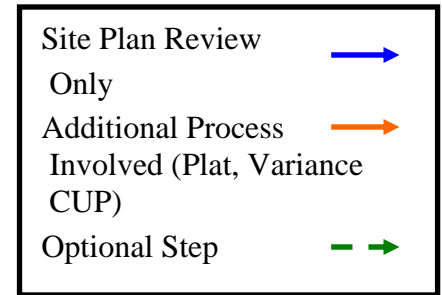 Site Plan Review
Only
Additional Process
Involved (Plat, Variance
CUP)
Optional Step